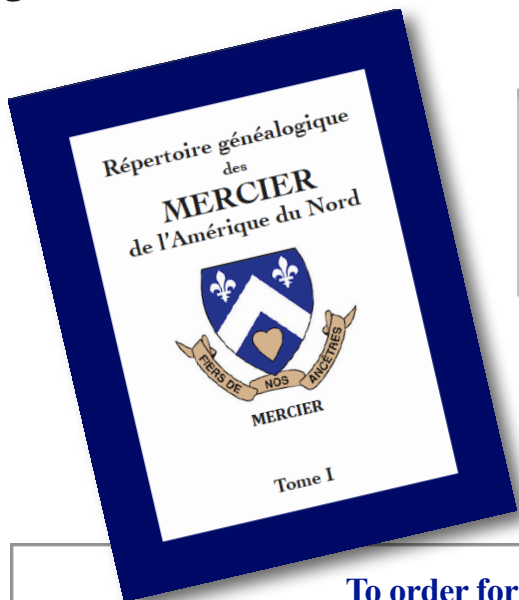 Répertoire généalogique
des
MERCIER
de l'Amérique du Nord
FIERS DE NOS ANCÊTRES
MERCIER
Tome I
To order for